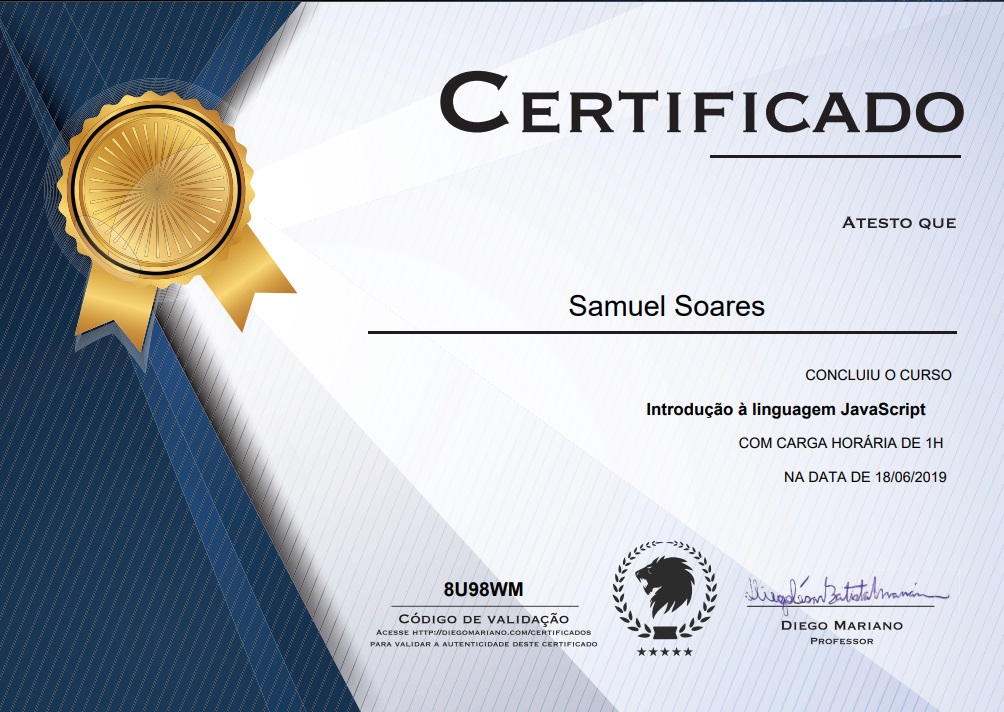 CERTIFICADO
ATESTO QUE
Samuel Soares
CONCLUIU O CURSO
Introdução à linguagem JavaScript
COM CARGA HORÁRIA DE 1H
NA DATA DE 18/06/2019
8U98WM
CÓDIGO DE VALIDAÇÃO
ACESSE HTTP://DIEGOMARIANO.COM/CERTIFICADOS
PARA VALIDAR A AUTENTICIDADE DESTE CERTIFICADO
DIEGO MARIANO
PROFESSOR